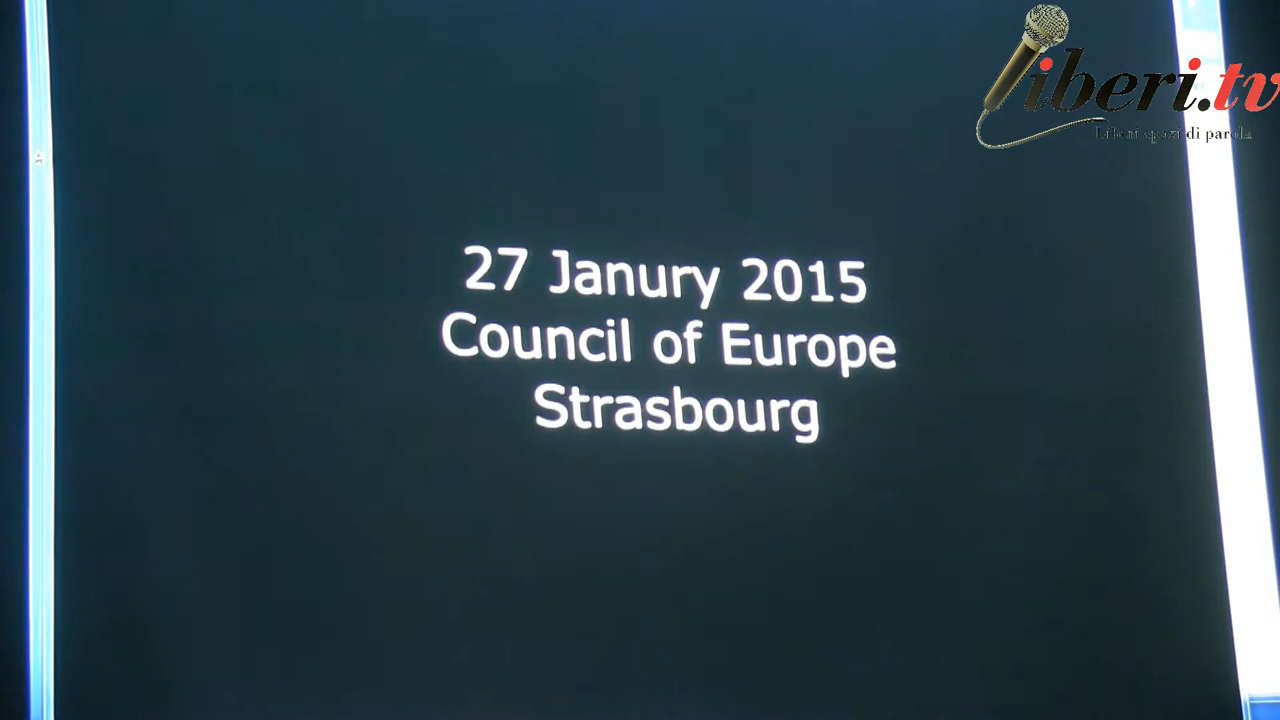 Liberi.tv
Liberi spazi di parola
27 Janury 2015
Council of Europe
Strasbourg